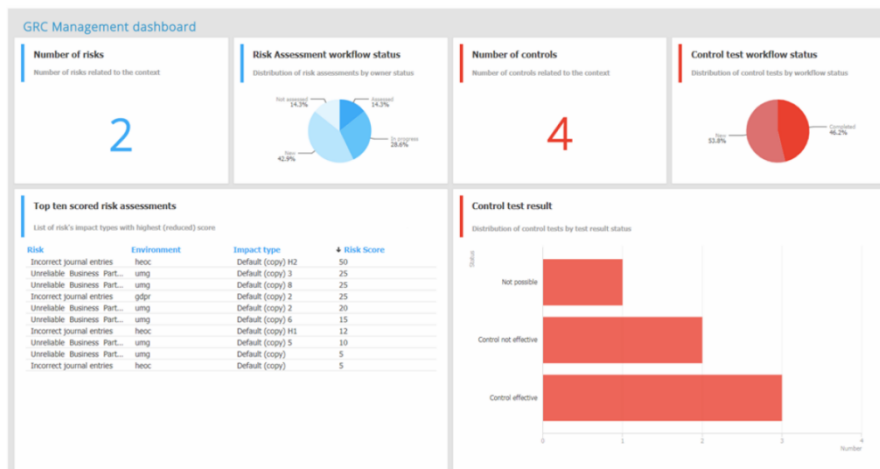 GRC Management dashboard
Number of risks
Number of risks related to the context
2
Risk Assessment workflow status
Distribution of risk assessments by owner status
Not assessed
14.3%
Assessed
14.3%
In progress
28.6%
New
42.9%
Number of controls
Number of controls related to the context
4
Control test workflow status
Distribution of control tests by workflow status
New
53.8%
Completed
46.2%
Top ten scored risk assessments
List of risk's impact types with highest (reduced) score
Risk Environment Impact type Risk Score
Incorrect journal entries heoc Default (copy) H2 50
Unreliable Business Part... umg Default (copy) 3 25
Unreliable Business Part... umg Default (copy) 8 25
Incorrect journal entries gdpr Default (copy) 2 25
Unreliable Business Part... umg Default (copy) 2 20
Unreliable Business Part... umg Default (copy) 6 15
Incorrect journal entries heoc Default (copy) H1 12
Unreliable Business Part... umg Default (copy) 5 10
Unreliable Business Part... umg Default (copy) 5
Incorrect journal entries heoc Default (copy) 5
Control test result
Distribution of control tests by test result status
Status
Not possible
Control not effective
Control effective
0 1 2 3 4
Number